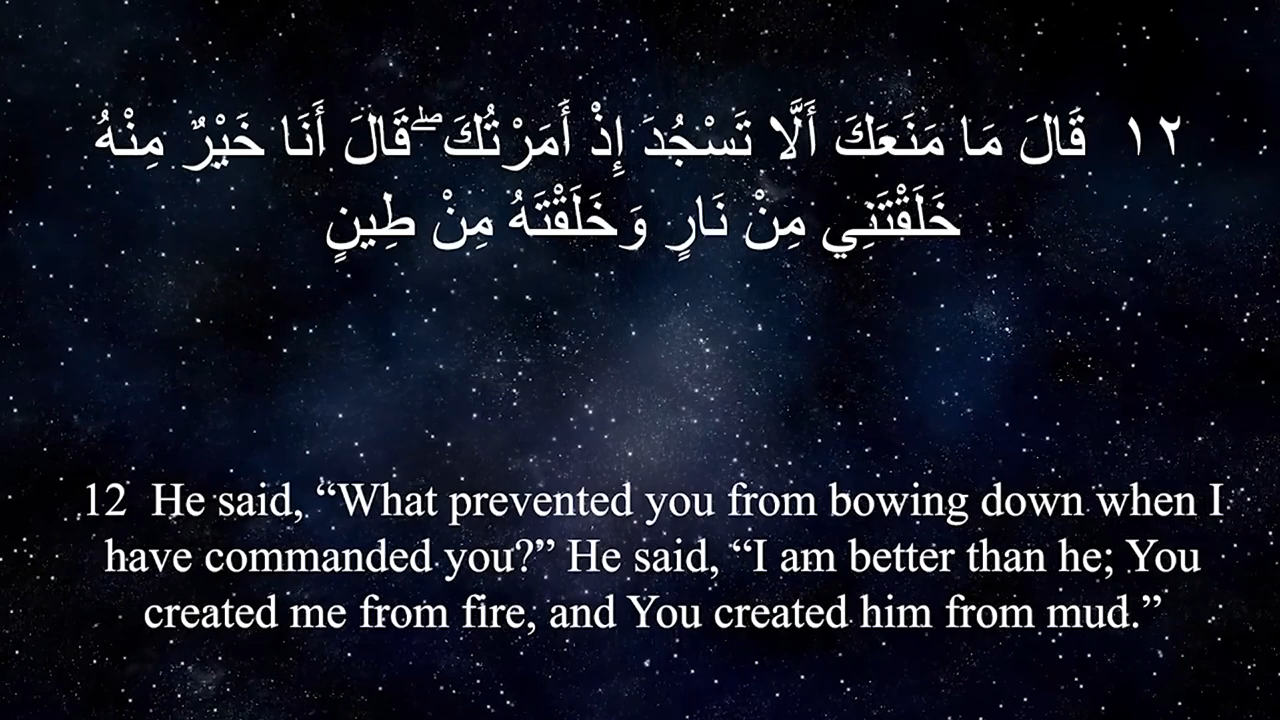 ١٢ قَالَ مَا مَنَعَكَ أَلَّا تَسْجُدَ إِذْ أَمَرْتُكَ ۖ قَالَ أَنَا خَيْرٌ مِنْهُ
خَلَقْتَنِي مِنْ نَارٍ وَخَلَقْتَهُ مِنْ طِينٍ
12 He said, “What prevented you from bowing down when I
have commanded you?” He said, “I am better than he; You
created me from fire, and You created him from mud.”